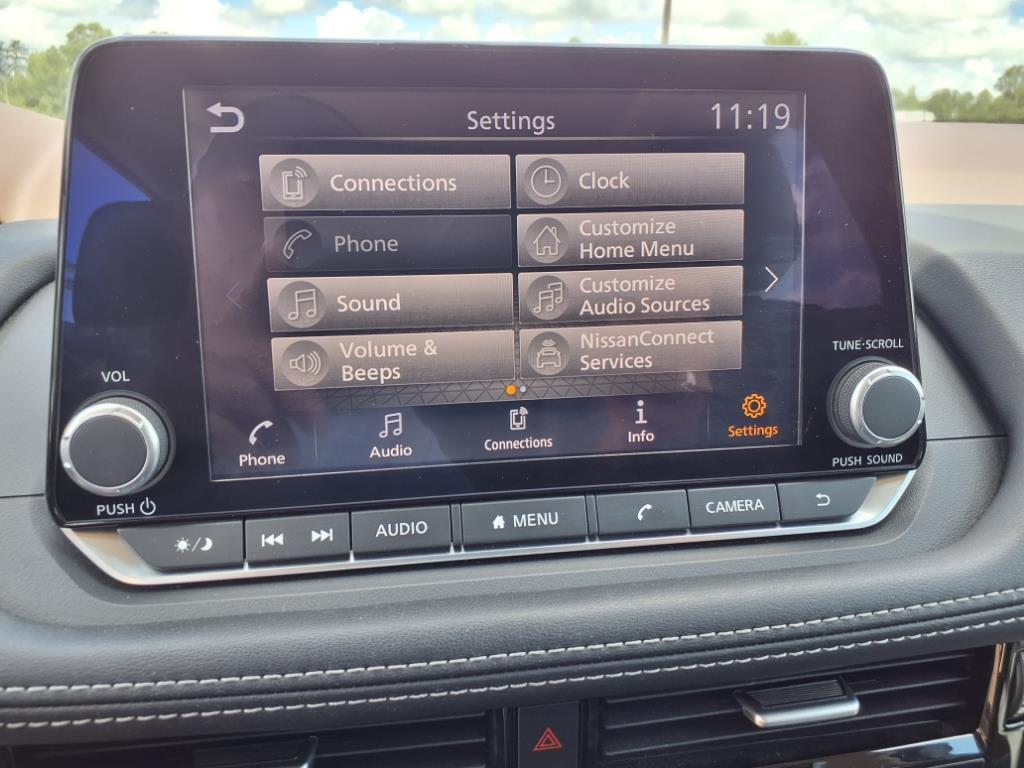 Settings
11:19
Connections
Clock
Phone
Customize
Home Menu
Sound
Customize
Audio Sources
Volume &
Beeps
NissanConnect
Services
Phone
Audio
Connections
Info
Settings
VOL
PUSH
TUNE·SCROLL
PUSH SOUND
AUDIO
MENU
CAMERA